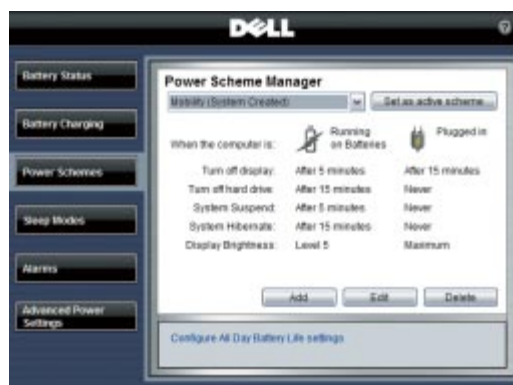 DELL
?
Battery Status
Battery Charging
Power Schemes
Sleep Modes
Alarms
Advanced Power Settings
Power Scheme Manager
Mobility (System Created)
Set as active scheme
When the computer is:
Running on Batteries
Plugged in
Turn off display: After 5 minutes After 15 minutes
Turn off hard drive: After 15 minutes Never
System Suspend: After 5 minutes Never
System Hibernate: After 15 minutes Never
Display Brightness: Level 5 Maximum
Add Edit Delete
Configure All Day Battery Life settings